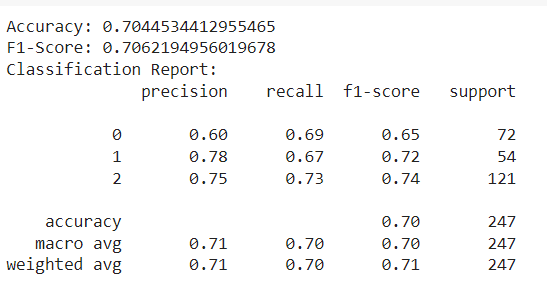 Accuracy: 0.7044534412955465
F1-Score: 0.7062194956019678
Classification Report:
precision recall f1-score support
0 0.60 0.69 0.65 72
1 0.78 0.67 0.72 54
2 0.75 0.73 0.74 121
accuracy 0.70 247
macro avg 0.71 0.70 0.70 247
weighted avg 0.71 0.70 0.71 247